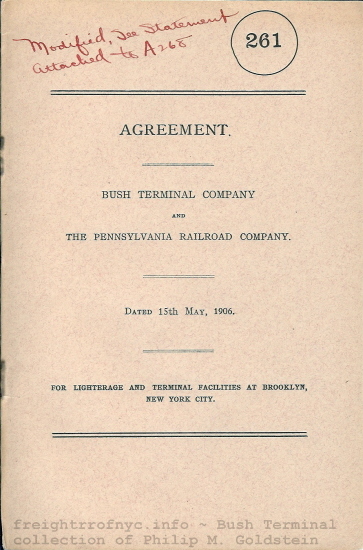 Modified, See Statement
attached to A268
261
AGREEMENT.
BUSH TERMINAL COMPANY
AND
THE PENNSYLVANIA RAILROAD COMPANY.
DATED 15th MAY, 1906.
FOR LIGHTERAGE AND TERMINAL FACILITIES AT BROOKLYN,
NEW YORK CITY.
freightrrofnyc.info ~ Bush Terminal
collection of Philip M. Goldstein